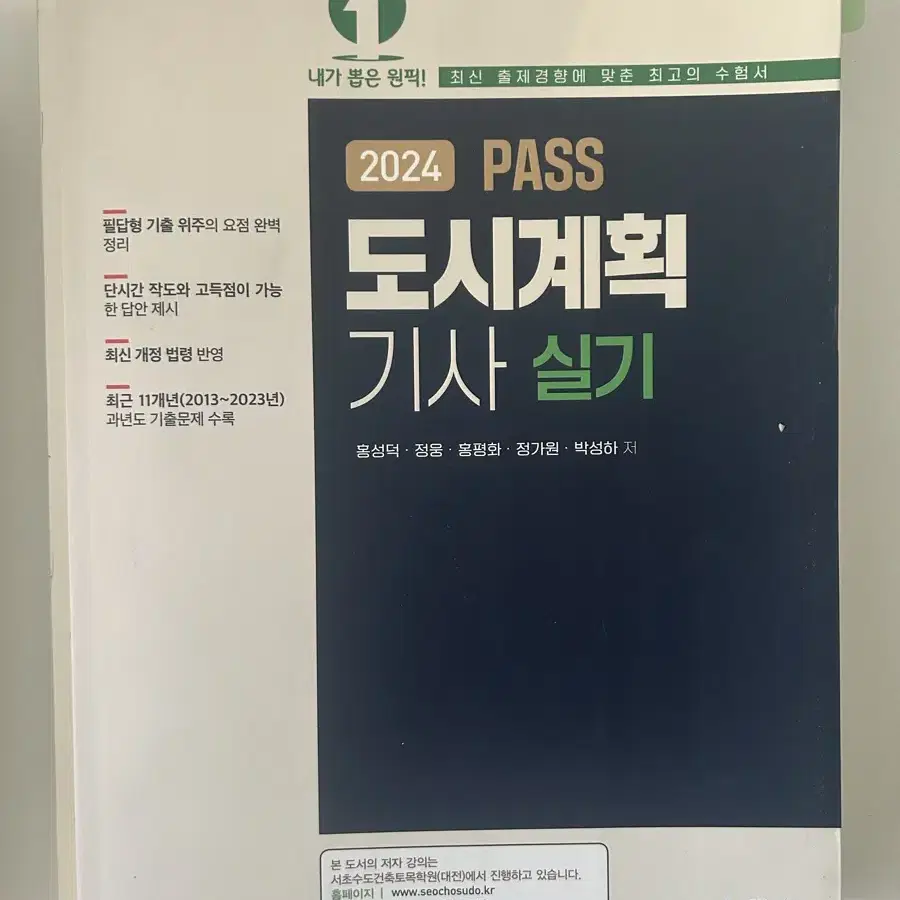 1
내가 뽑은 원픽!
최신 출제경향에 맞춘 최고의 수험서
2024 PASS
도시계획
기사 실기
홍성덕 · 정웅 · 홍평화 · 정가원 · 박성하 저
필답형 기출 위주의 요점 완벽
정리
단시간 작도와 고득점이 가능
한 답안 제시
최신 개정 법령 반영
최근 11개년(2013~2023년)
과년도 기출문제 수록
본 도서의 저자 강의는
서초수도건축토목학원(대전)에서 진행하고 있습니다.
홈페이지 | www.seochosudo.kr